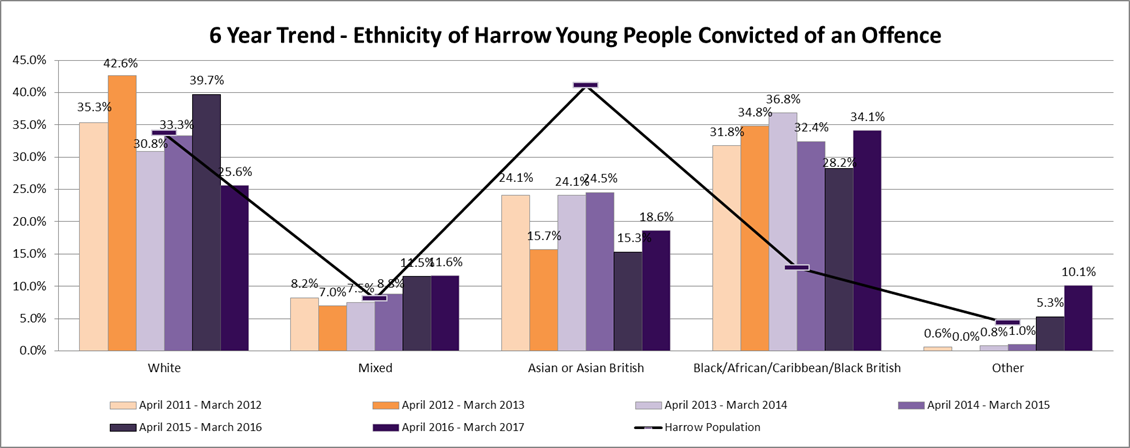 6 Year Trend - Ethnicity of Harrow Young People Convicted of an Offence
45.0%
40.0%
35.0%
30.0%
25.0%
20.0%
15.0%
10.0%
5.0%
0.0%
35.3% 42.6% 30.8% 33.3% 39.7% 25.6%
8.2% 7.0% 7.5% 8.8% 11.5% 11.6%
24.1% 15.7% 24.1% 24.5% 15.3% 18.6%
31.8% 34.8% 36.8% 32.4% 28.2% 34.1%
0.6% 0.0% 0.8% 1.0% 5.3% 10.1%
White Mixed Asian or Asian British Black/African/Caribbean/Black British Other
April 2011 - March 2012 April 2012 - March 2013 April 2013 - March 2014 April 2014 - March 2015
April 2015 - March 2016 April 2016 - March 2017 Harrow Population